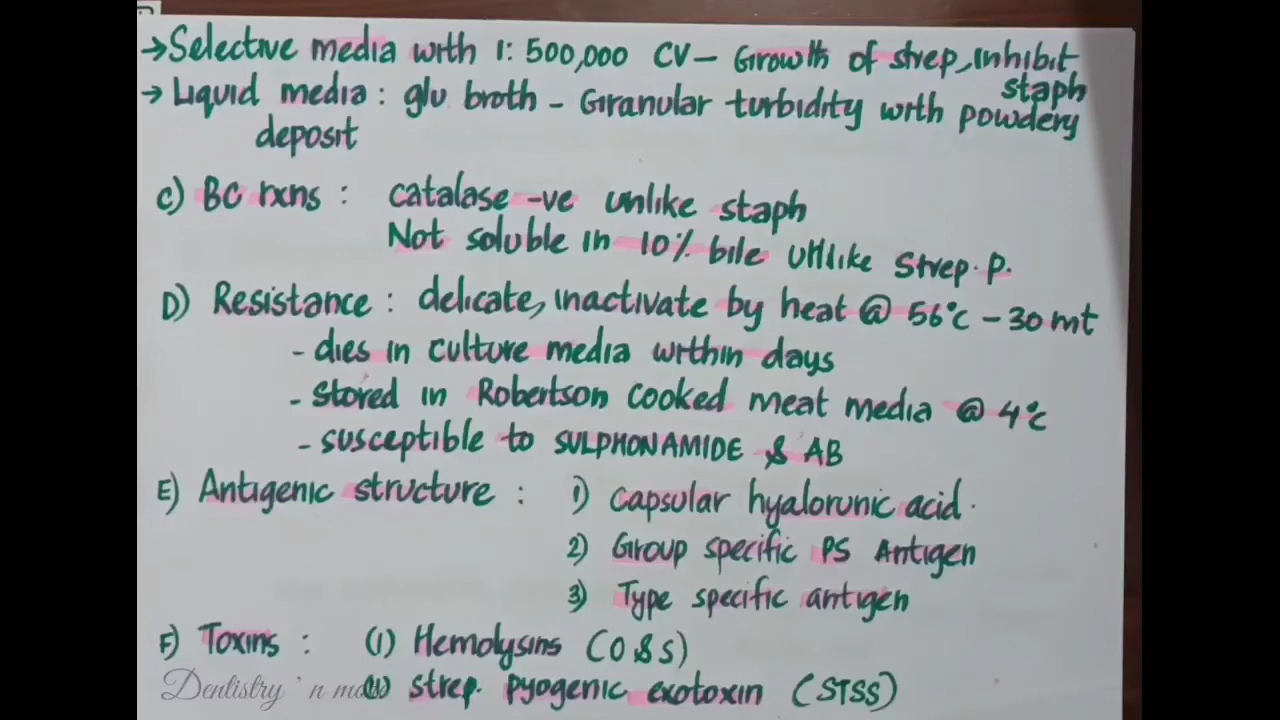 → Selective media with 1: 500,000 CV – Growth of strep, inhibit
staph
→ Liquid media : glu broth – Granular turbidity with powdery
deposit
C) BC rxns : catalase -ve unlike staph
Not soluble in 10% bile unlike Strep. P.
D) Resistance : delicate, inactivate by heat @ 56°c – 30 mt
- dies in culture media within days
- stored in Robertson cooked meat media @ 4°c
- susceptible to SULPHONAMIDE & AB
E) Antigenic structure : 1) Capsular hyalorunic acid.
2) Group specific PS Antigen
3) Type specific antigen
F) Toxins : (1) Hemolysins (O & S)
Dentistry ' n strep. pyogenic exotoxin (STSS)